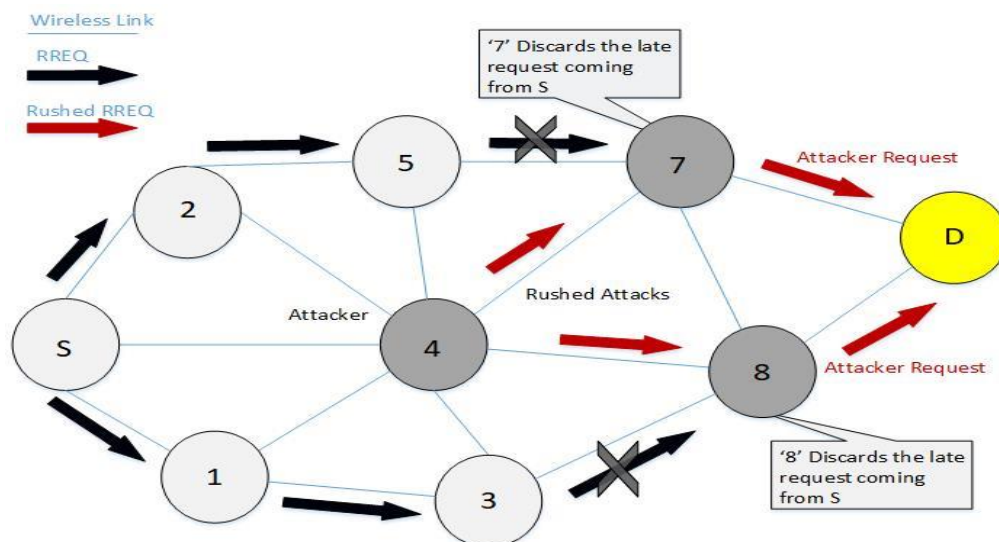 Wireless Link
RREQ
Rushed RREQ
‘7’ Discards the late
request coming
from S
5
7
Attacker Request
2
D
Rushed Attacks
Attacker
S
4
8
Attacker Request
1
3
‘8’ Discards the late
request coming
from S